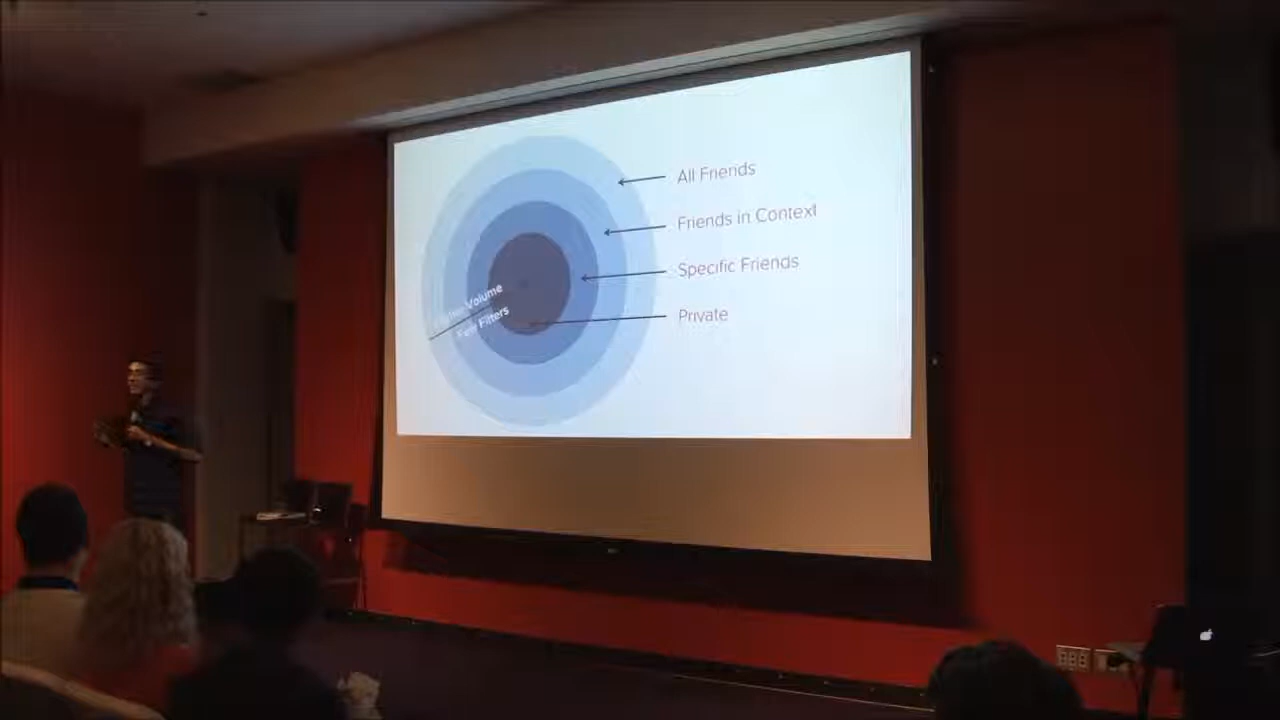 All Friends
Friends in Context
Specific Friends
Private
Volume
Filters